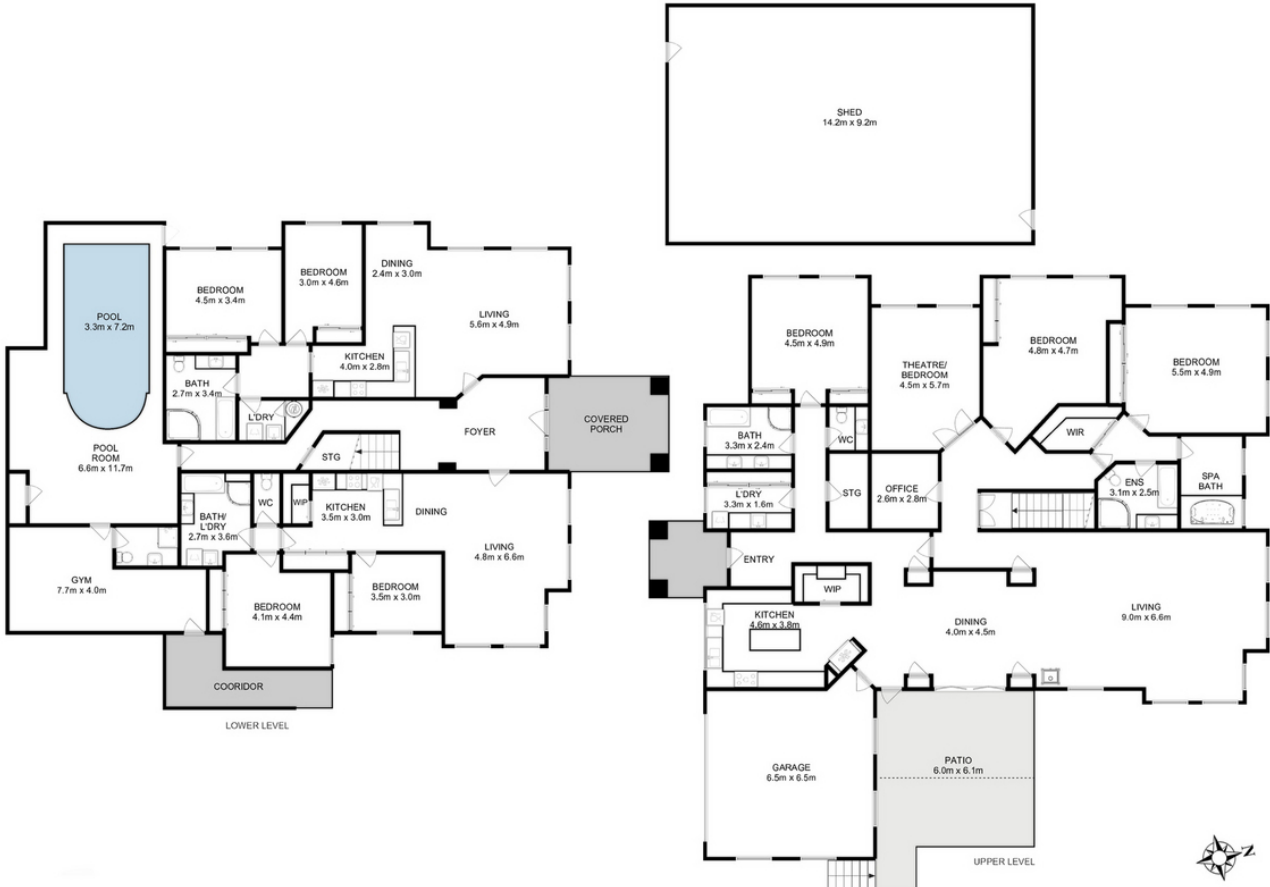 SHED
14.2m x 9.2m
POOL
3.3m x 7.2m
BEDROOM
4.5m x 3.4m
BEDROOM
3.0m x 4.6m
DINING
2.4m x 3.0m
LIVING
5.6m x 4.9m
KITCHEN
4.0m x 2.8m
BATH
2.7m x 3.4m
L'DRY
FOYER
COVERED
PORCH
POOL
ROOM
6.6m x 11.7m
STG
BATH/
L'DRY
2.7m x 3.6m
WC
WIP
KITCHEN
3.5m x 3.0m
DINING
LIVING
4.8m x 6.6m
GYM
7.7m x 4.0m
BEDROOM
4.1m x 4.4m
BEDROOM
3.5m x 3.0m
COORIDOR
LOWER LEVEL
BEDROOM
4.5m x 4.9m
THEATRE/
BEDROOM
4.5m x 5.7m
BEDROOM
4.8m x 4.7m
BEDROOM
5.5m x 4.9m
BATH
3.3m x 2.4m
WC
WIR
L'DRY
3.3m x 1.6m
STG
OFFICE
2.6m x 2.8m
ENS
3.1m x 2.5m
SPA
BATH
ENTRY
WIP
KITCHEN
4.6m x 3.8m
DINING
4.0m x 4.5m
LIVING
9.0m x 6.6m
GARAGE
6.5m x 6.5m
PATIO
6.0m x 6.1m
UPPER LEVEL
N